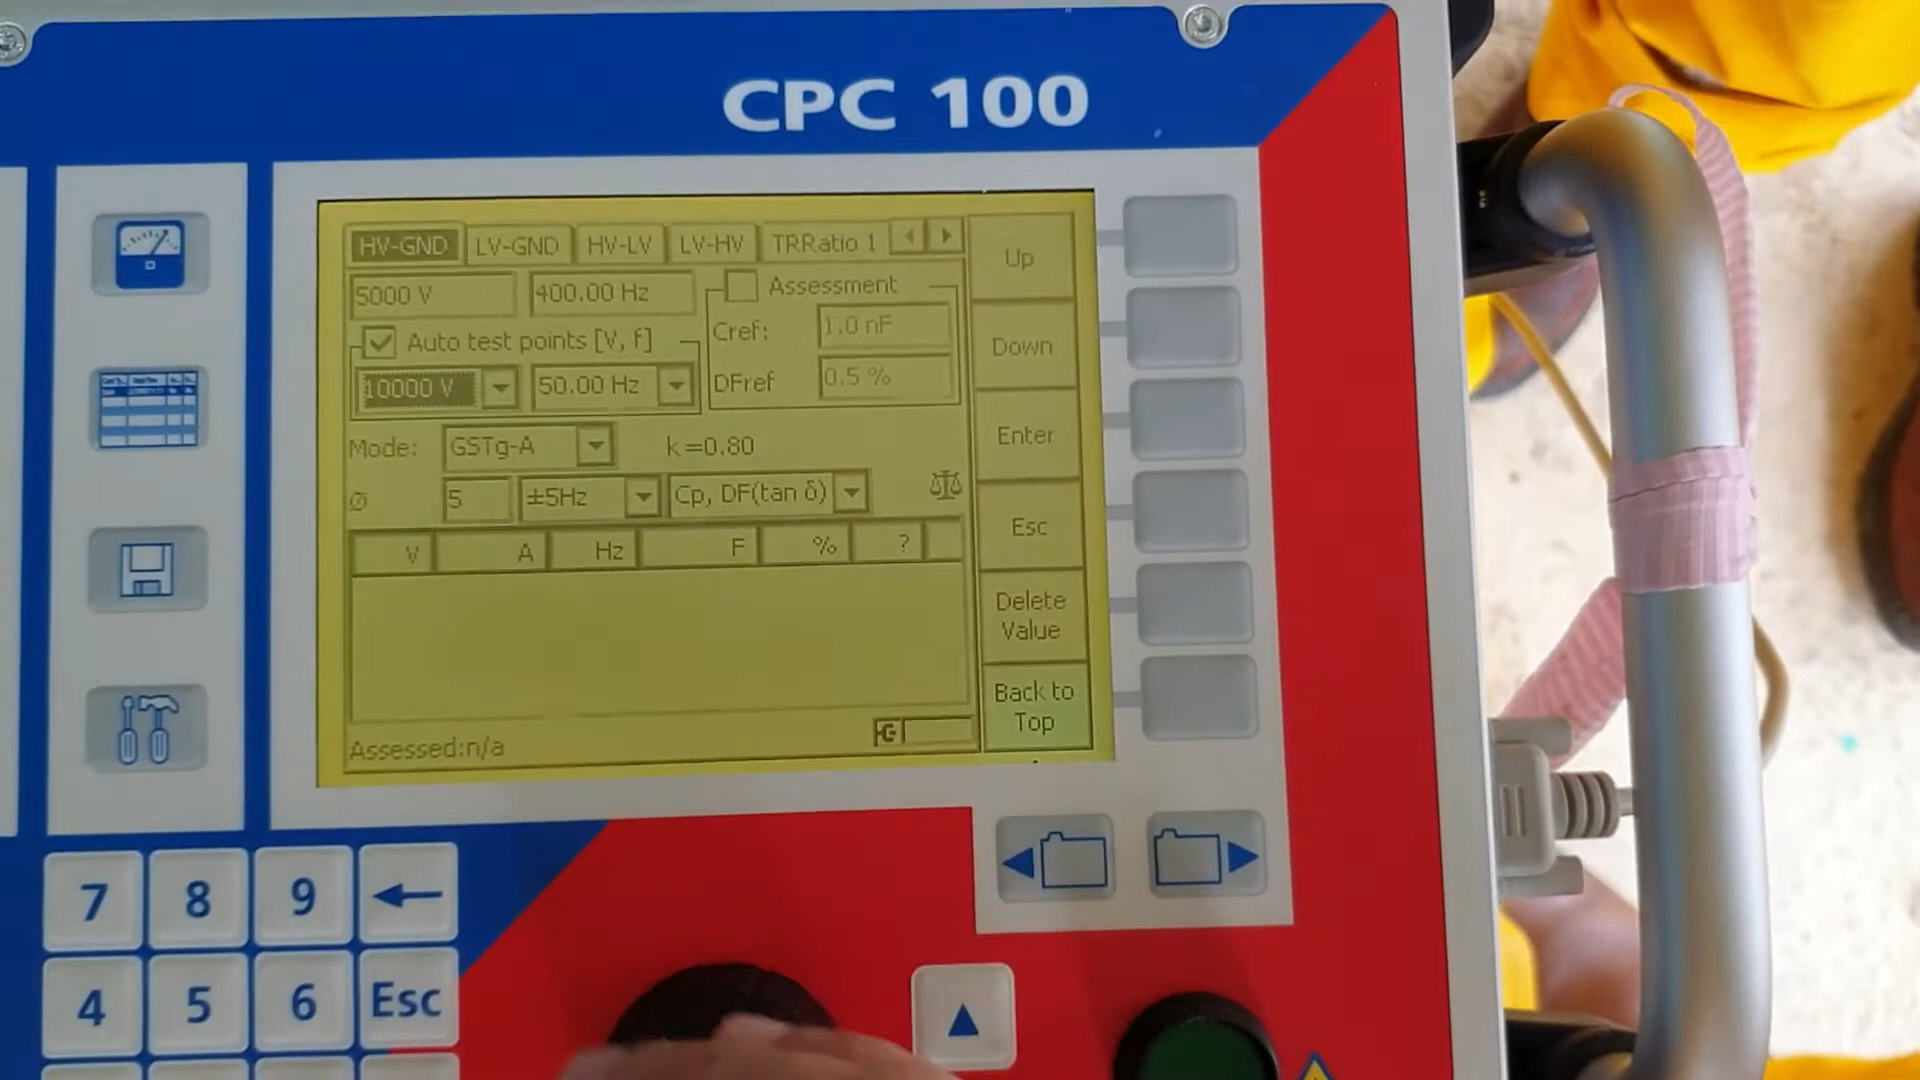 CPC 100
HV-GND LV-GND HV-LV LV-HV TRRatio 1
5000 V 400.00 Hz Assessment
Auto test points [V, f] Cref: 1.0 nF
10000 V 50.00 Hz DFref 0.5 %
Mode: GSTg-A k =0.80
Ø 5 ±5Hz Cp, DF(tan δ)
V A Hz F % ?
Assessed:n/a
Up
Down
Enter
Esc
Delete
Value
Back to
Top
7 8 9
4 5 6 Esc